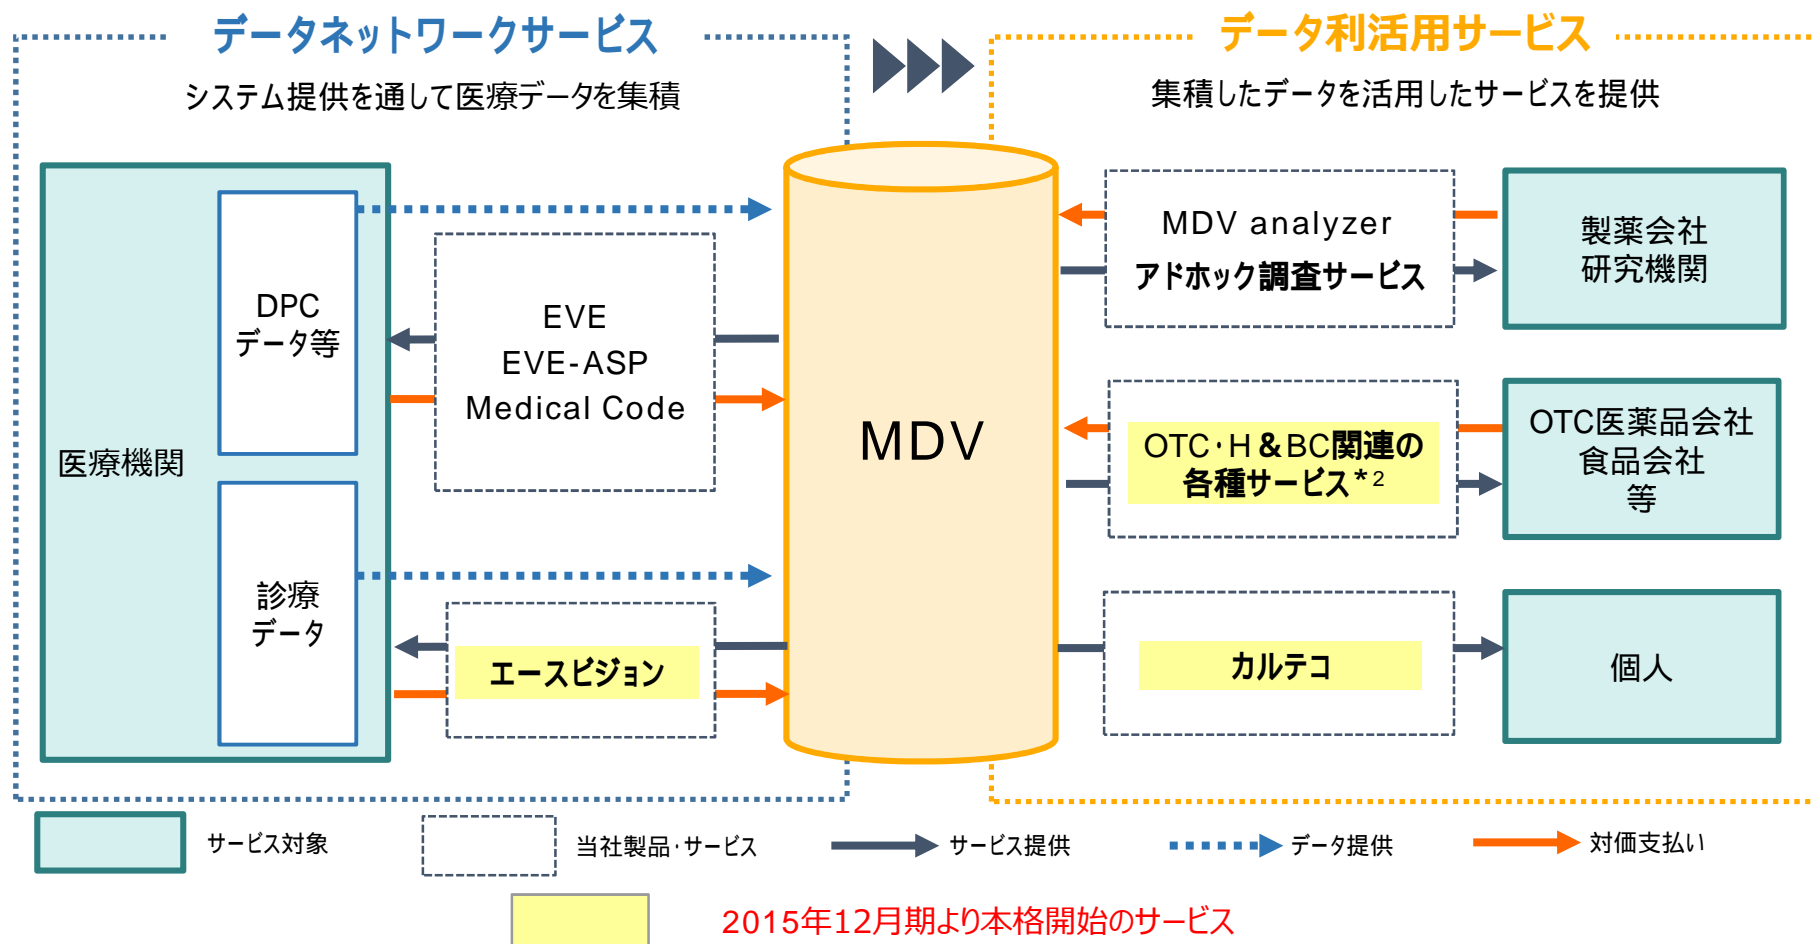 データネットワークサービス
システム提供を通して医療データを集積
データ利活用サービス
集積したデータを活用したサービスを提供
医療機関
DPC
データ等
診療
データ
EVE
EVE-ASP
Medical Code
エースビジョン
MDV
MDV analyzer
アドホック調査サービス
OTC・H&BC関連の
各種サービス*2
カルテコ
製薬会社
研究機関
OTC医薬品会社
食品会社
等
個人
サービス対象
当社製品・サービス
サービス提供
データ提供
対価支払い
2015年12月期より本格開始のサービス